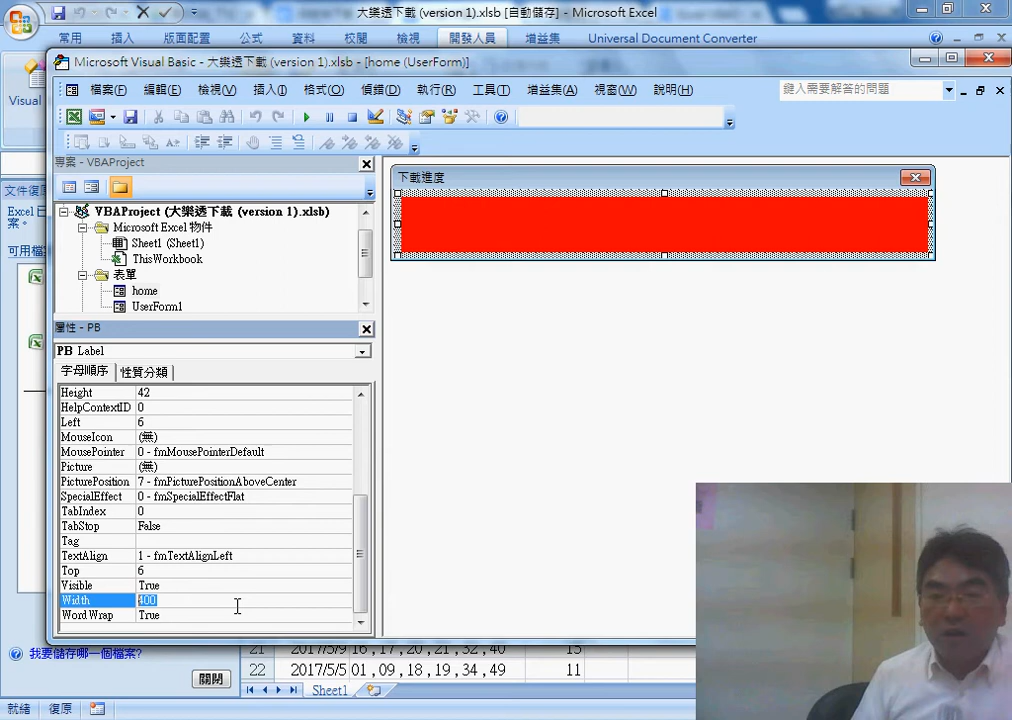 大樂透下載 (version 1).xlsb [自動儲存] - Microsoft Excel
常用 插入 版面配置 公式 資料 校閱 檢視 開發人員 增益集 Universal Document Converter
Visual
Microsoft Visual Basic - 大樂透下載 (version 1).xlsb - [home (UserForm)]
檔案(F) 編輯(E) 檢視(V) 插入(I) 格式(O) 偵錯(D) 執行(R) 工具(T) 增益集(A) 視窗(W) 說明(H) 鍵入需要解答的問題
專案 - VBAProject
VBAProject (大樂透下載 (version 1).xlsb)
Microsoft Excel 物件
Sheet1 (Sheet1)
ThisWorkbook
表單
home
UserForm1
下載進度
文件復原
Excel 已
案。
可用檔案
屬性 - PB
PB Label
字母順序 性質分類
Height 42
HelpContextID 0
Left 6
MouseIcon (無)
MousePointer 0 - fmMousePointerDefault
Picture (無)
PicturePosition 7 - fmPicturePositionAboveCenter
SpecialEffect 0 - fmSpecialEffectFlat
TabIndex 0
TabStop False
Tag
TextAlign 1 - fmTextAlignLeft
Top 6
Visible True
Width 400
WordWrap True
我要儲存哪一個檔案?
關閉
21 2017/5/9 16 , 17 , 20 , 21 , 32 , 40 15
22 2017/5/5 01 , 09 , 18 , 19 , 34 , 49 11
Sheet1
就緒 復原